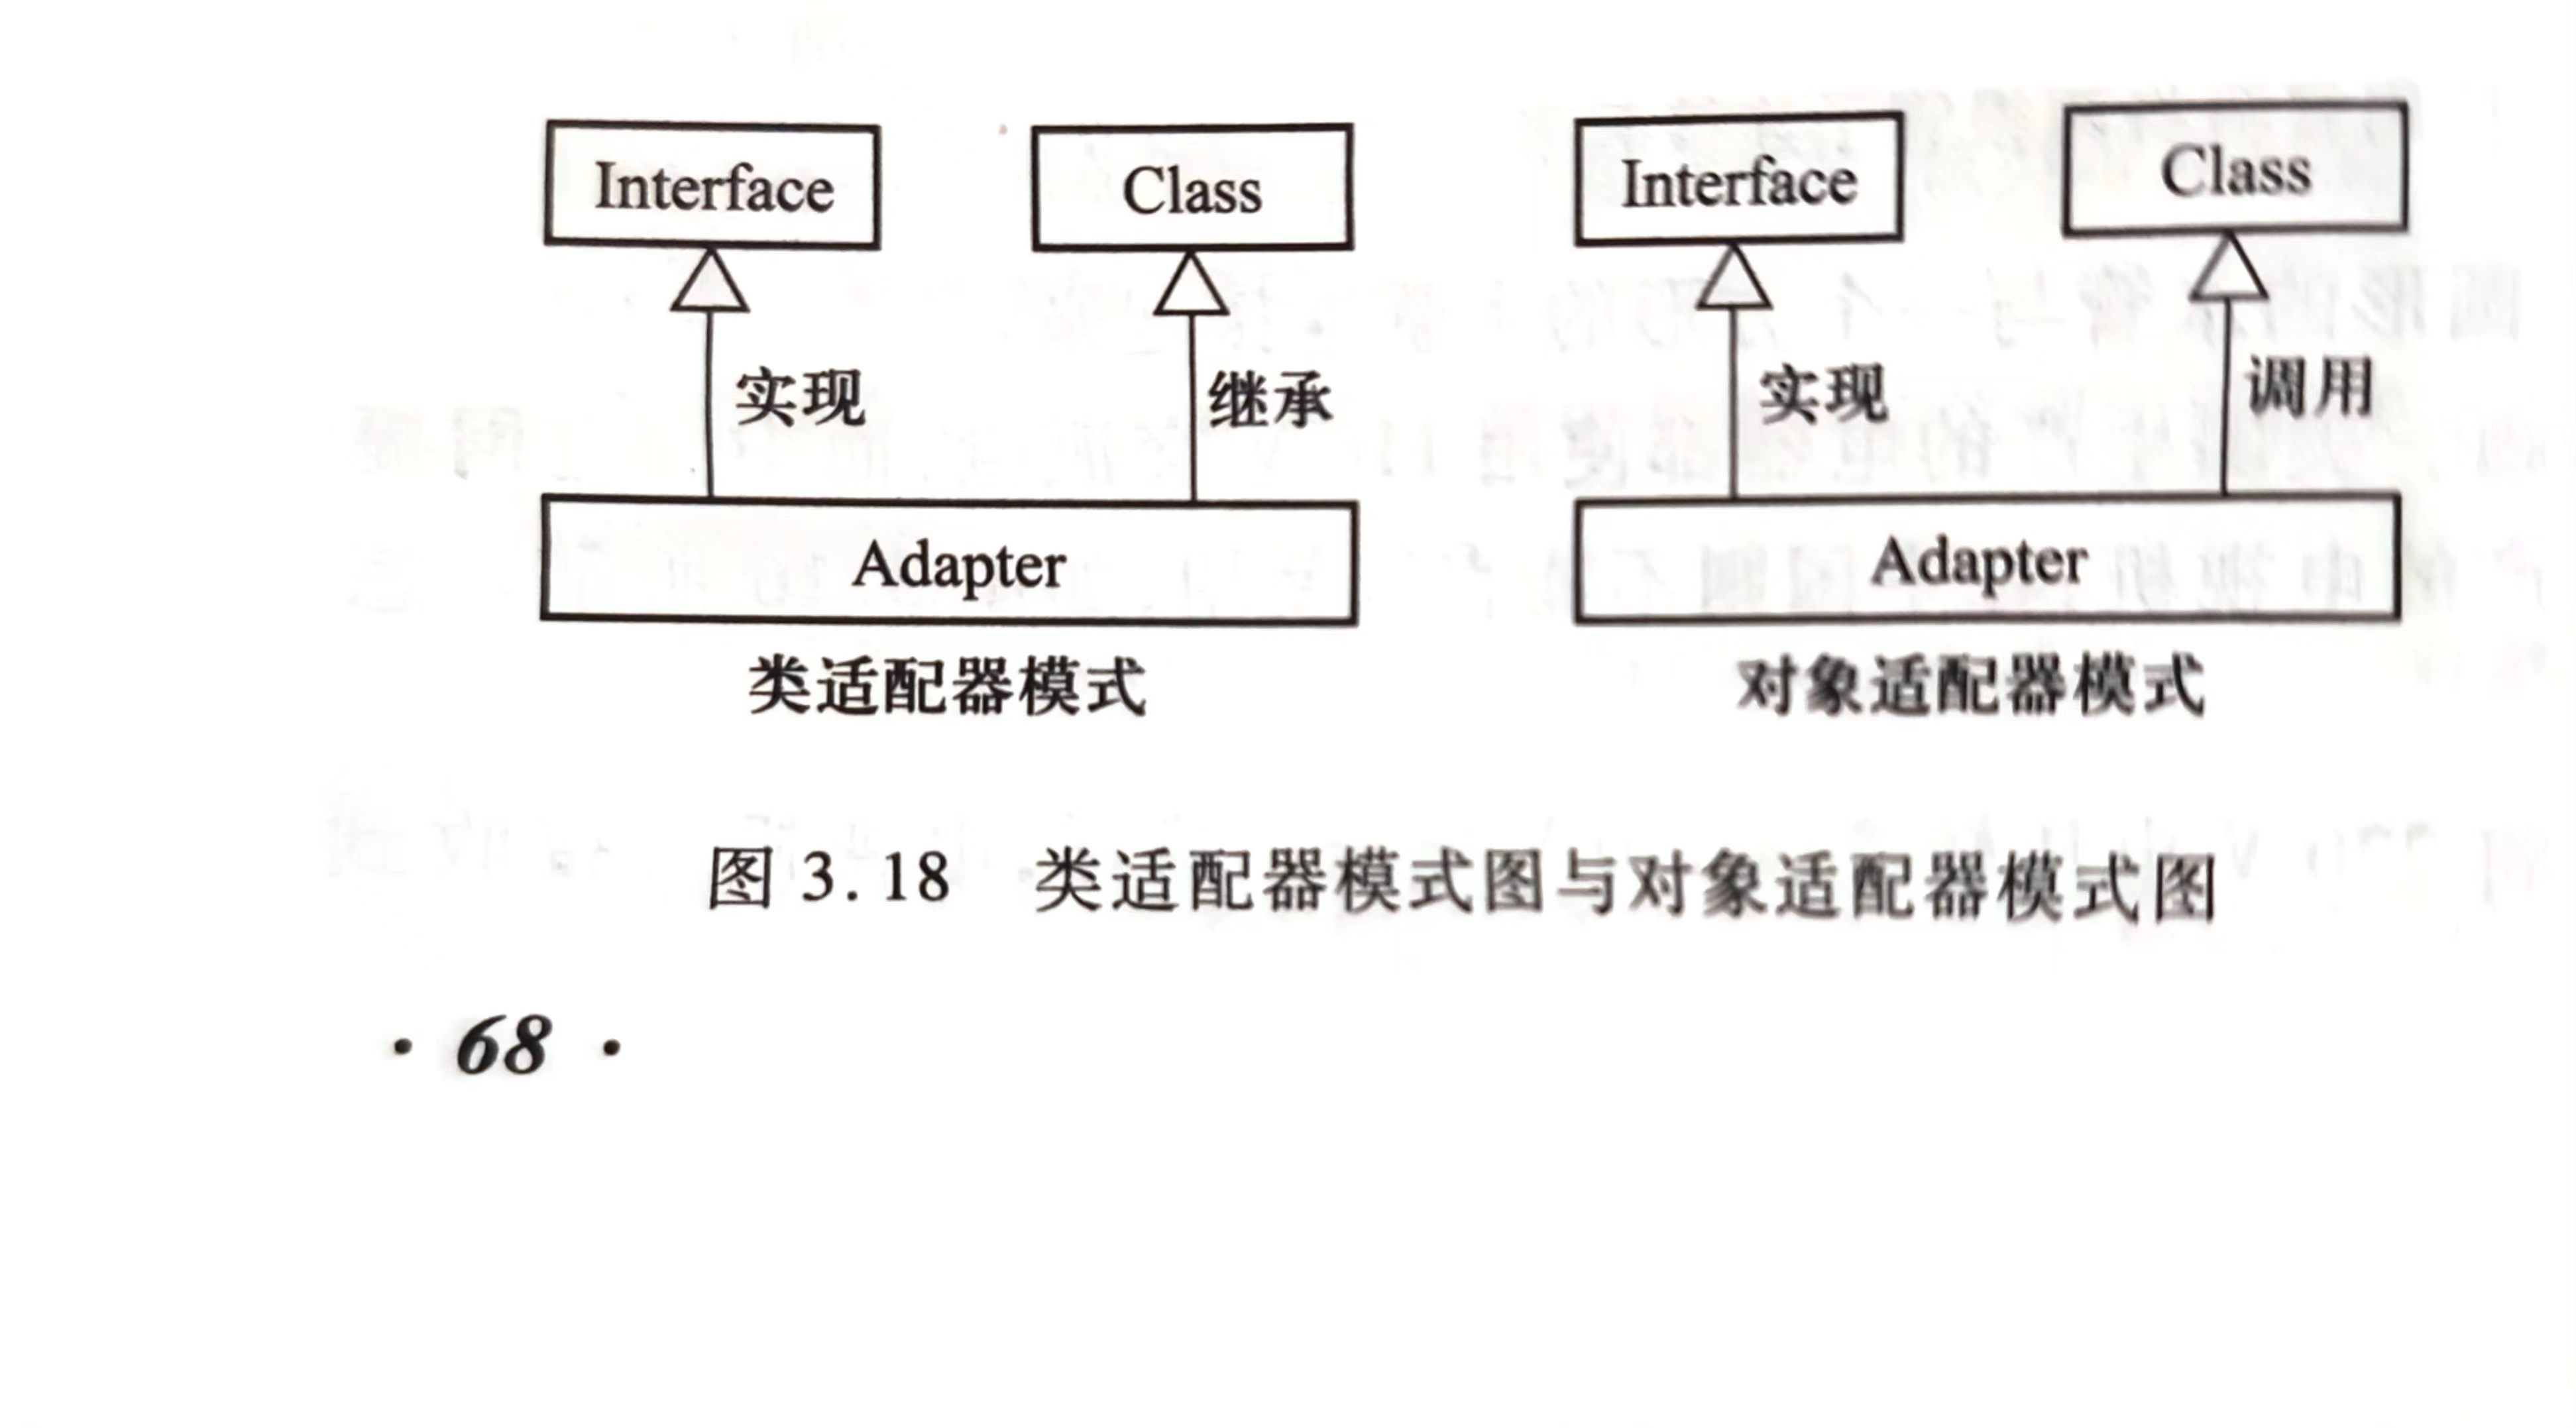 Interface Class Interface Class
实现 继承 实现 调用
Adapter Adapter
类适配器模式 对象适配器模式
图 3.18 类适配器模式图与对象适配器模式图
· 68 ·